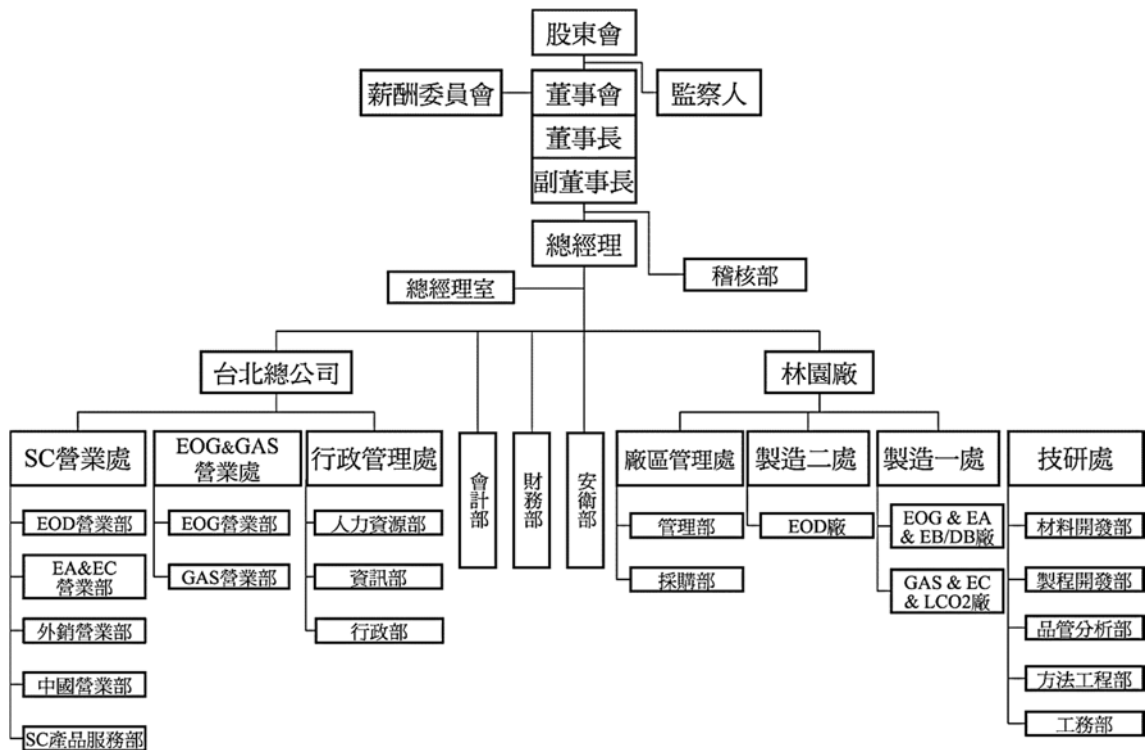 股東會
薪酬委員會
董事會
監察人
董事長
副董事長
總經理
稽核部
總經理室
台北總公司
林園廠
SC營業處
EOG&GAS
營業處
行政管理處
會計部
財務部
安衛部
廠區管理處
製造二處
製造一處
技研處
EOD營業部
EA&EC
營業部
外銷營業部
中國營業部
SC產品服務部
EOG營業部
GAS營業部
人力資源部
資訊部
行政部
管理部
採購部
EOD廠
EOG & EA
& EB/DB廠
GAS & EC
& LCO2廠
材料開發部
製程開發部
品管分析部
方法工程部
工務部